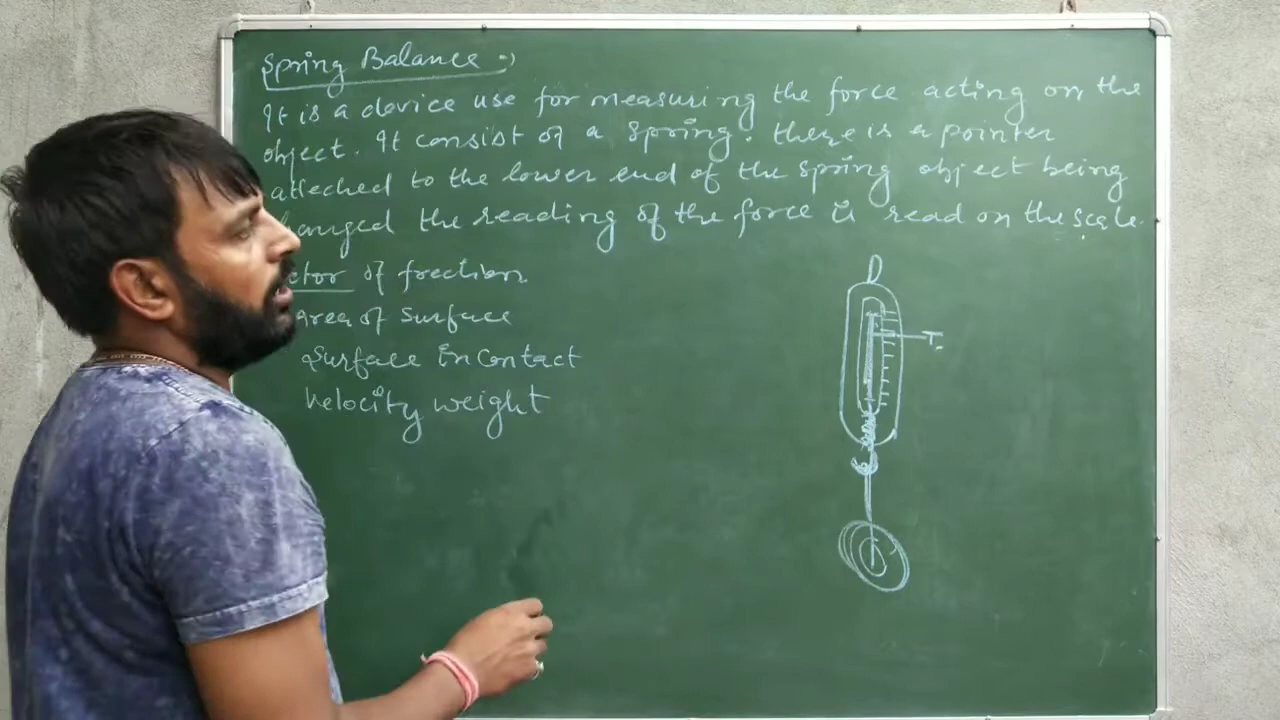 Spring Balance :-)
It is a device use for measuring the force acting on the
object. It consist of a spring. there is a pointer
atteched to the lower end of the spring object being
hanged the reading of the force is read on the scale.
ctor of frection
area of Surface
Surface in Contact
Velocity weight